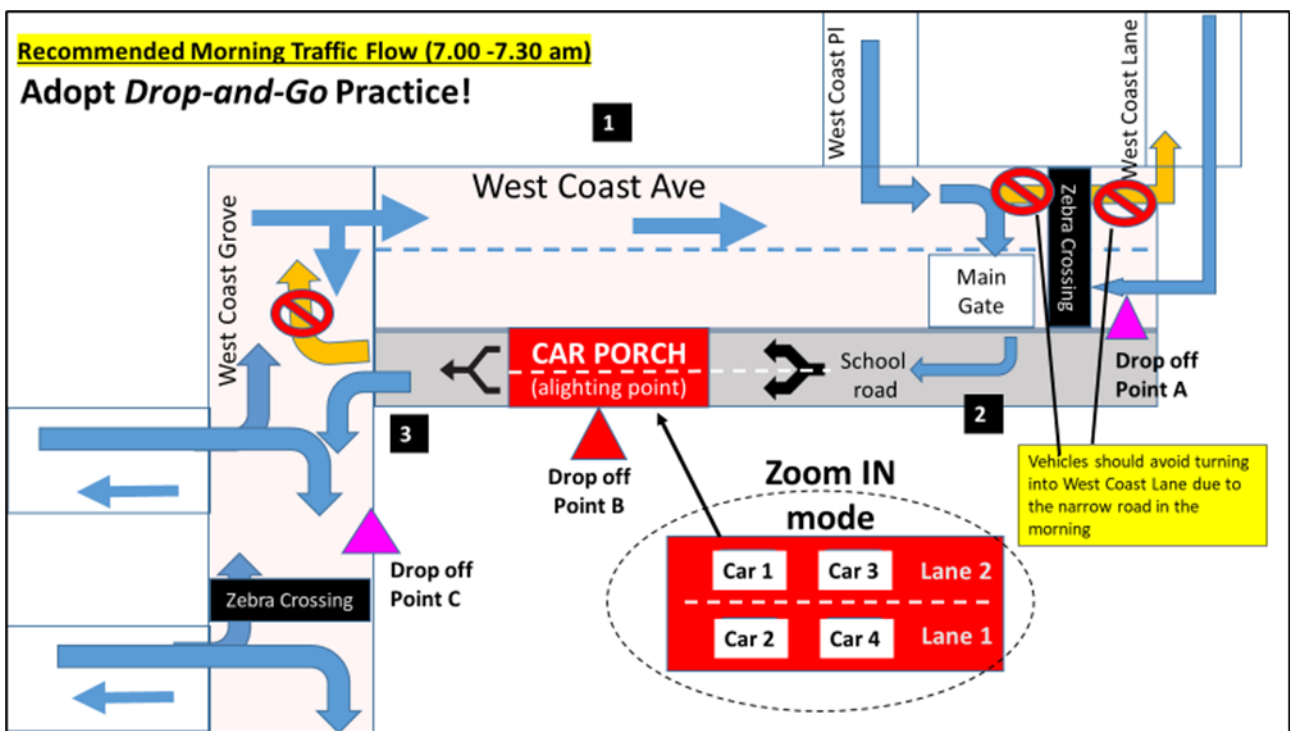 Recommended Morning Traffic Flow (7.00 -7.30 am)
Adopt Drop-and-Go Practice!
1
West Coast Pl
West Coast Lane
West Coast Ave
Zebra Crossing
West Coast Grove
Main
Gate
CAR PORCH
(alighting point)
School
road
Drop off
Point A
2
3
Drop off
Point B
Vehicles should avoid turning
into West Coast Lane due to
the narrow road in the
morning
Zoom IN
mode
Drop off
Point C
Zebra Crossing
Car 1
Car 3
Lane 2
Car 2
Car 4
Lane 1